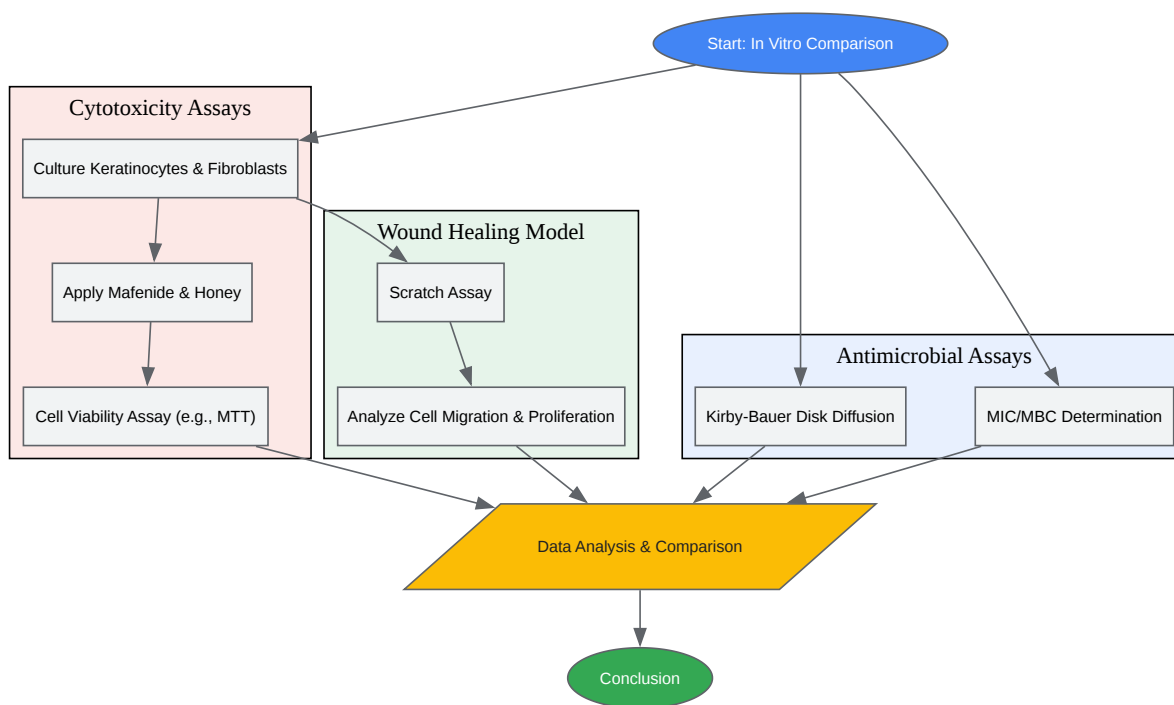 Start: In Vitro Comparison
Cytotoxicity Assays
Culture Keratinocytes & Fibroblasts
Wound Healing Model
Apply Mafenide & Honey
Scratch Assay
Antimicrobial Assays
Cell Viability Assay (e.g., MTT)
Analyze Cell Migration & Proliferation
Kirby-Bauer Disk Diffusion
MIC/MBC Determination
Data Analysis & Comparison
Conclusion